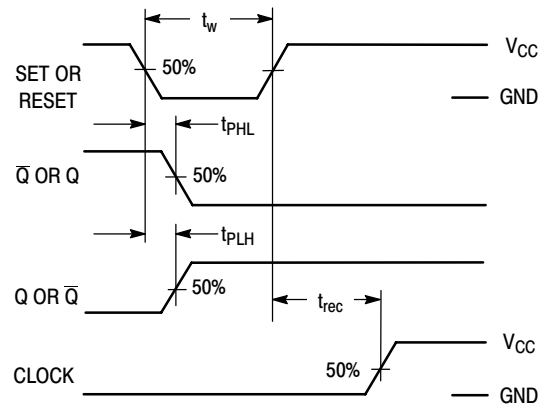 t_w
V_CC
50%
SET OR
RESET
GND
t_PHL
Q̅ OR Q
50%
t_PLH
Q OR Q̅
50%
t_rec
V_CC
50%
CLOCK
GND